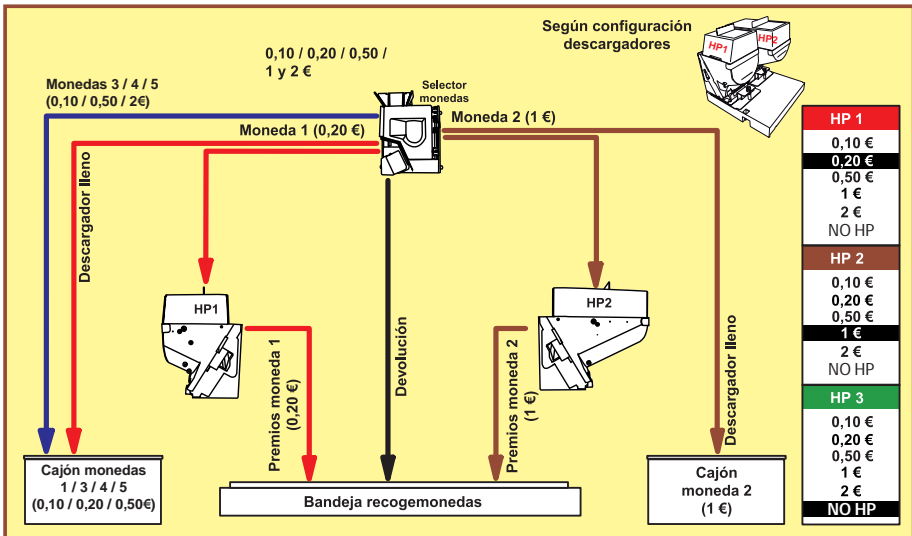 Según configuración
descargadores
HP1
HP2
0,10 / 0,20 / 0,50 /
1 y 2 €
Selector
monedas
Monedas 3 / 4 / 5
(0,10 / 0,50 / 2€)
Moneda 1 (0,20 €)
Moneda 2 (1 €)
Descargador lleno
HP1
HP2
Devolución
Premios moneda 1
(0,20 €)
Premios moneda 2
(1 €)
Descargador lleno
Cajón monedas
1 / 3 / 4 / 5
(0,10 / 0,20 / 0,50€)
Bandeja recogemonedas
Cajón
moneda 2
(1 €)
HP 1
0,10 €
0,20 €
0,50 €
1 €
2 €
NO HP
HP 2
0,10 €
0,20 €
0,50 €
1 €
2 €
NO HP
HP 3
0,10 €
0,20 €
0,50 €
1 €
2 €
NO HP